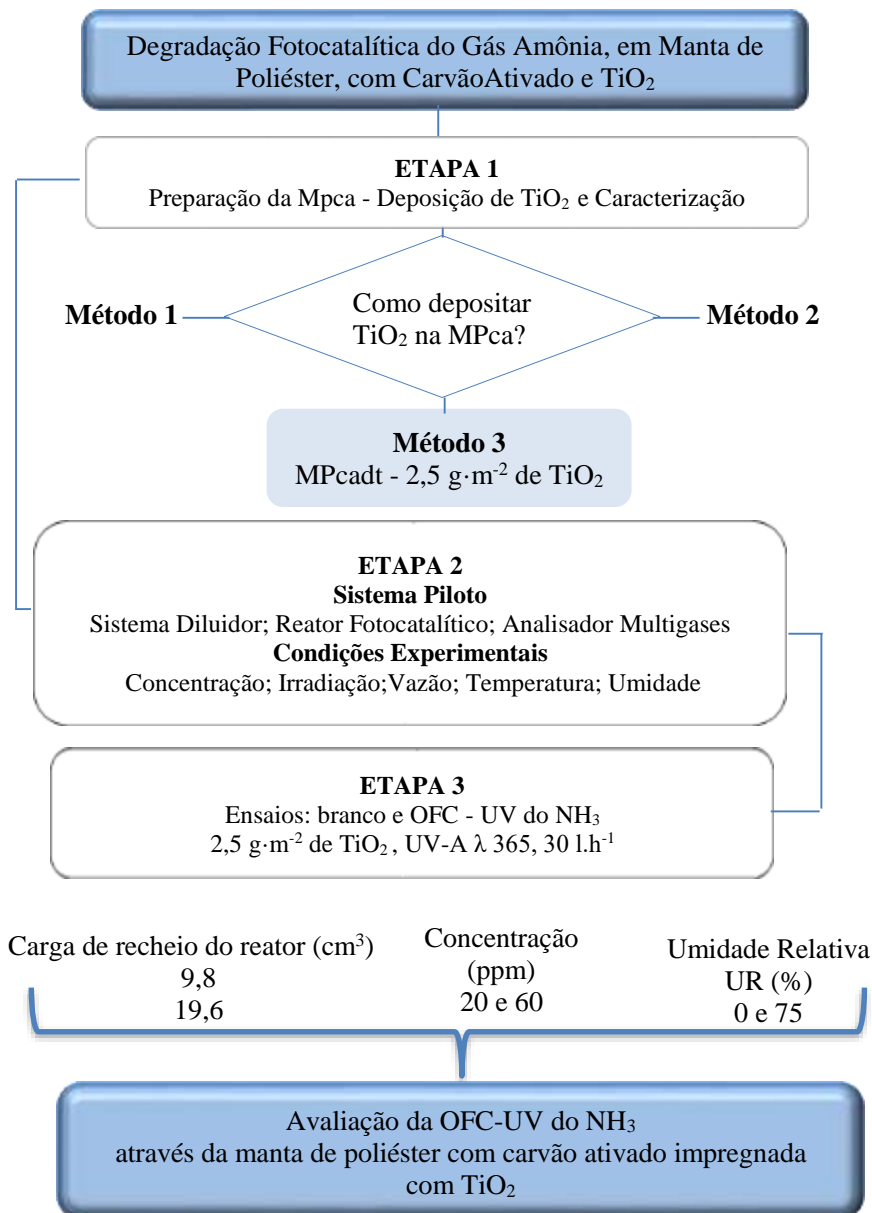 Degradação Fotocatalítica do Gás Amônia, em Manta de
Poliéster, com CarvãoAtivado e TiO₂
ETAPA 1
Preparação da Mpca - Deposição de TiO₂ e Caracterização
Método 1
Como depositar
TiO₂ na MPca?
Método 2
Método 3
MPcadt - 2,5 g·m⁻² de TiO₂
ETAPA 2
Sistema Piloto
Sistema Diluidor; Reator Fotocatalítico; Analisador Multigases
Condições Experimentais
Concentração; Irradiação;Vazão; Temperatura; Umidade
ETAPA 3
Ensaios: branco e OFC - UV do NH₃
2,5 g·m⁻² de TiO₂ , UV-A λ 365, 30 l.h⁻¹
Carga de recheio do reator (cm³)
9,8
19,6
Concentração
(ppm)
20 e 60
Umidade Relativa
UR (%)
0 e 75
Avaliação da OFC-UV do NH₃
através da manta de poliéster com carvão ativado impregnada
com TiO₂